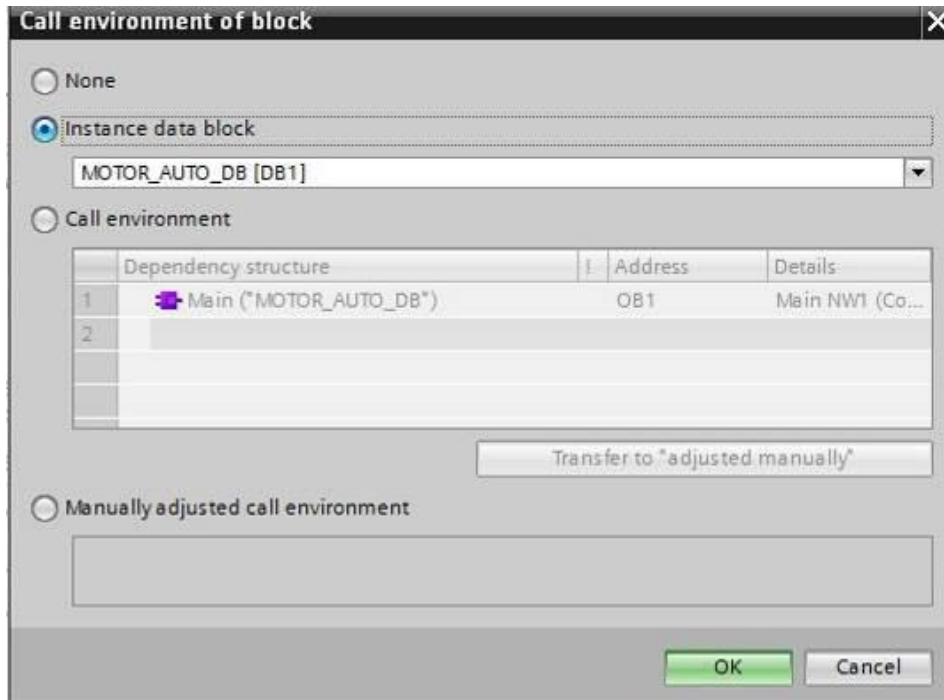 Call environment of block
None
Instance data block
MOTOR_AUTO_DB [DB1]
Call environment
Dependency structure ! Address Details
1 Main ("MOTOR_AUTO_DB") OB1 Main NW1 (Co...
2
Transfer to "adjusted manually"
Manually adjusted call environment
OK Cancel